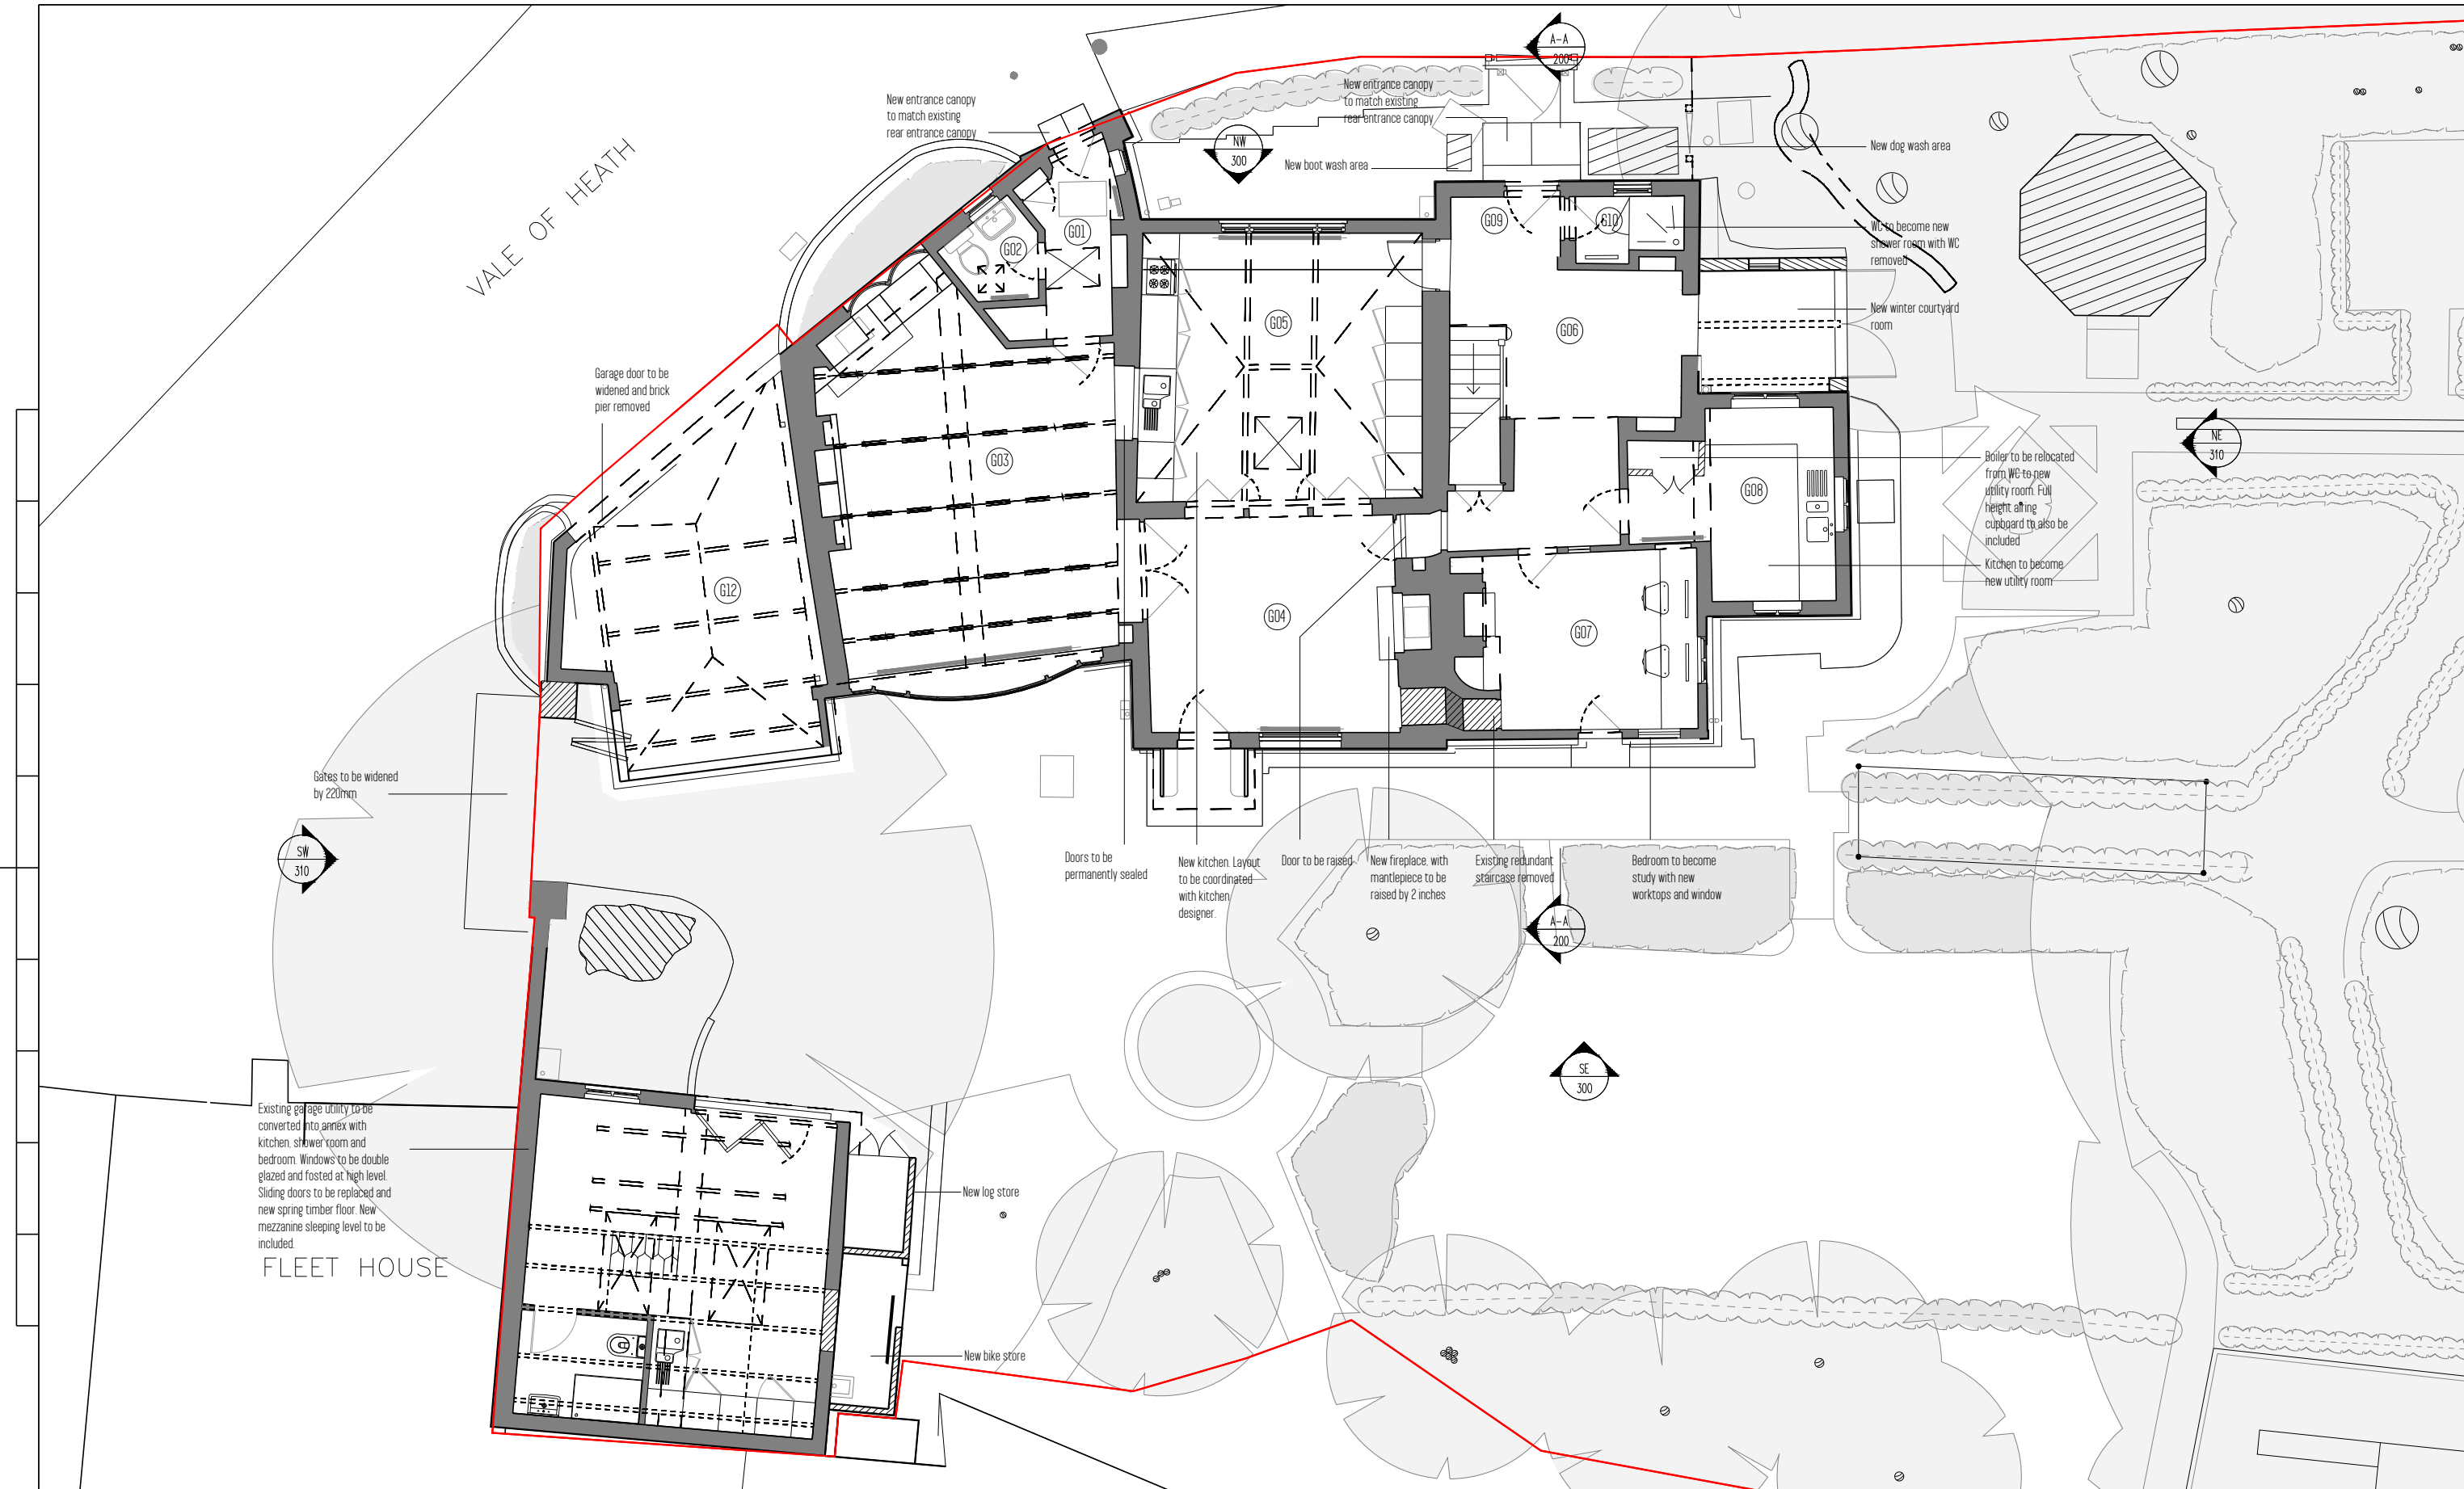 A-A
200
New entrance canopy
to match existing
rear entrance canopy
New entrance canopy
to match existing
rear entrance canopy
NW
300
New boot wash area
New dog wash area
VALE OF HEATH
G01
G02
G09
G10
WC to become new
shower room with WC
removed
New winter courtyard
room
G05
G06
Garage door to be
widened and brick
pier removed
G03
G08
NE
310
Boiler to be relocated
from WC to new
utility room. Full
height airing
cupboard to also be
included
Kitchen to become
new utility room
G12
G04
G07
Gates to be widened
by 220mm
SW
310
Doors to be
permanently sealed
New kitchen. Layout
to be coordinated
with kitchen
designer.
Door to be raised
New fireplace, with
mantlepiece to be
raised by 2 inches
Existing redundant
staircase removed
Bedroom to become
study with new
worktops and window
A-A
200
SE
300
Existing garage utility to be
converted into annex with
kitchen, shower room and
bedroom. Windows to be double
glazed and fosted at high level.
Sliding doors to be replaced and
new spring timber floor. New
mezzanine sleeping level to be
included.
FLEET HOUSE
New log store
New bike store